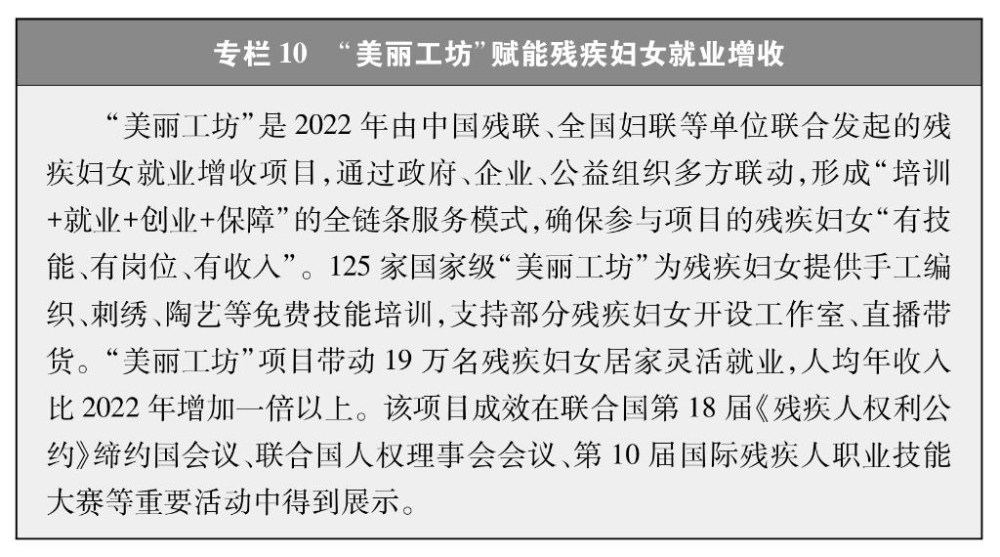 专栏 10 “美丽工坊”赋能残疾妇女就业增收
“美丽工坊”是 2022 年由中国残联、全国妇联等单位联合发起的残
疾妇女就业增收项目，通过政府、企业、公益组织多方联动，形成“培训
+就业+创业+保障”的全链条服务模式，确保参与项目的残疾妇女“有技
能、有岗位、有收入”。125 家国家级“美丽工坊”为残疾妇女提供手工编
织、刺绣、陶艺等免费技能培训，支持部分残疾妇女开设工作室、直播带
货。“美丽工坊”项目带动 19 万名残疾妇女居家灵活就业，人均年收入
比 2022 年增加一倍以上。该项目成效在联合国第 18 届《残疾人权利公
约》缔约国会议、联合国人权理事会会议、第 10 届国际残疾人职业技能
大赛等重要活动中得到展示。